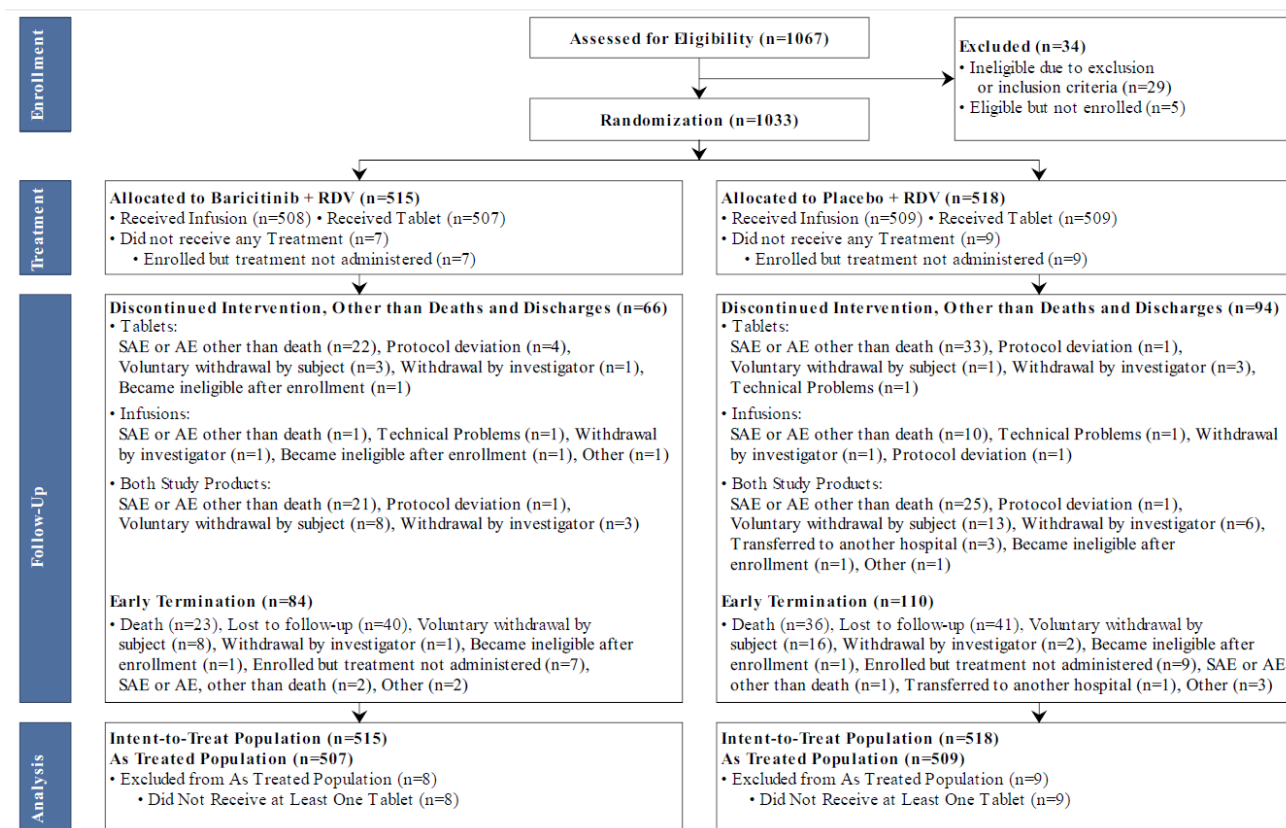 Enrollment
Assessed for Eligibility (n=1067)
Excluded (n=34)
• Ineligible due to exclusion
or inclusion criteria (n=29)
• Eligible but not enrolled (n=5)
Randomization (n=1033)
Treatment
Allocated to Baricitinib + RDV (n=515)
• Received Infusion (n=508) • Received Tablet (n=507)
• Did not receive any Treatment (n=7)
• Enrolled but treatment not administered (n=7)
Allocated to Placebo + RDV (n=518)
• Received Infusion (n=509) • Received Tablet (n=509)
• Did not receive any Treatment (n=9)
• Enrolled but treatment not administered (n=9)
Follow-Up
Discontinued Intervention, Other than Deaths and Discharges (n=66)
• Tablets:
SAE or AE other than death (n=22), Protocol deviation (n=4),
Voluntary withdrawal by subject (n=3), Withdrawal by investigator (n=1),
Became ineligible after enrollment (n=1)
• Infusions:
SAE or AE other than death (n=1), Technical Problems (n=1), Withdrawal
by investigator (n=1), Became ineligible after enrollment (n=1), Other (n=1)
• Both Study Products:
SAE or AE other than death (n=21), Protocol deviation (n=1),
Voluntary withdrawal by subject (n=8), Withdrawal by investigator (n=3)
Early Termination (n=84)
• Death (n=23), Lost to follow-up (n=40), Voluntary withdrawal by
subject (n=8), Withdrawal by investigator (n=1), Became ineligible after
enrollment (n=1), Enrolled but treatment not administered (n=7),
SAE or AE, other than death (n=2), Other (n=2)
Discontinued Intervention, Other than Deaths and Discharges (n=94)
• Tablets:
SAE or AE other than death (n=33), Protocol deviation (n=1),
Voluntary withdrawal by subject (n=1), Withdrawal by investigator (n=3),
Technical Problems (n=1)
• Infusions:
SAE or AE other than death (n=10), Technical Problems (n=1), Withdrawal
by investigator (n=1), Protocol deviation (n=1)
• Both Study Products:
SAE or AE other than death (n=25), Protocol deviation (n=1),
Voluntary withdrawal by subject (n=13), Withdrawal by investigator (n=6),
Transferred to another hospital (n=3), Became ineligible after
enrollment (n=1), Other (n=1)
Early Termination (n=110)
• Death (n=36), Lost to follow-up (n=41), Voluntary withdrawal by
subject (n=16), Withdrawal by investigator (n=2), Became ineligible after
enrollment (n=1), Enrolled but treatment not administered (n=9), SAE or AE
other than death (n=1), Transferred to another hospital (n=1), Other (n=3)
Analysis
Intent-to-Treat Population (n=515)
As Treated Population (n=507)
• Excluded from As Treated Population (n=8)
• Did Not Receive at Least One Tablet (n=8)
Intent-to-Treat Population (n=518)
As Treated Population (n=509)
• Excluded from As Treated Population (n=9)
• Did Not Receive at Least One Tablet (n=9)